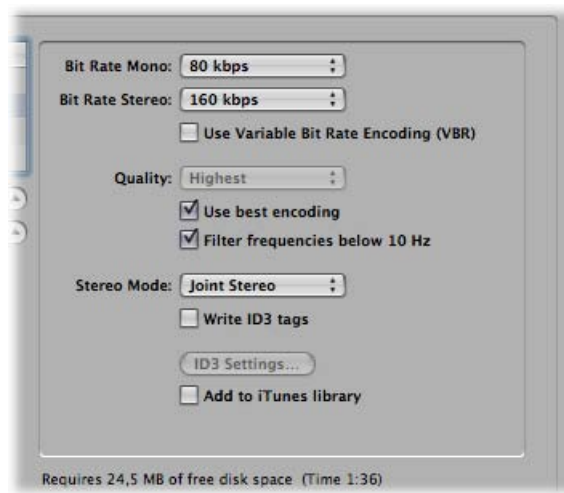 Bit Rate Mono: 80 kbps
Bit Rate Stereo: 160 kbps
Use Variable Bit Rate Encoding (VBR)
Quality: Highest
Use best encoding
Filter frequencies below 10 Hz
Stereo Mode: Joint Stereo
Write ID3 tags
ID3 Settings...
Add to iTunes library
Requires 24,5 MB of free disk space (Time 1:36)